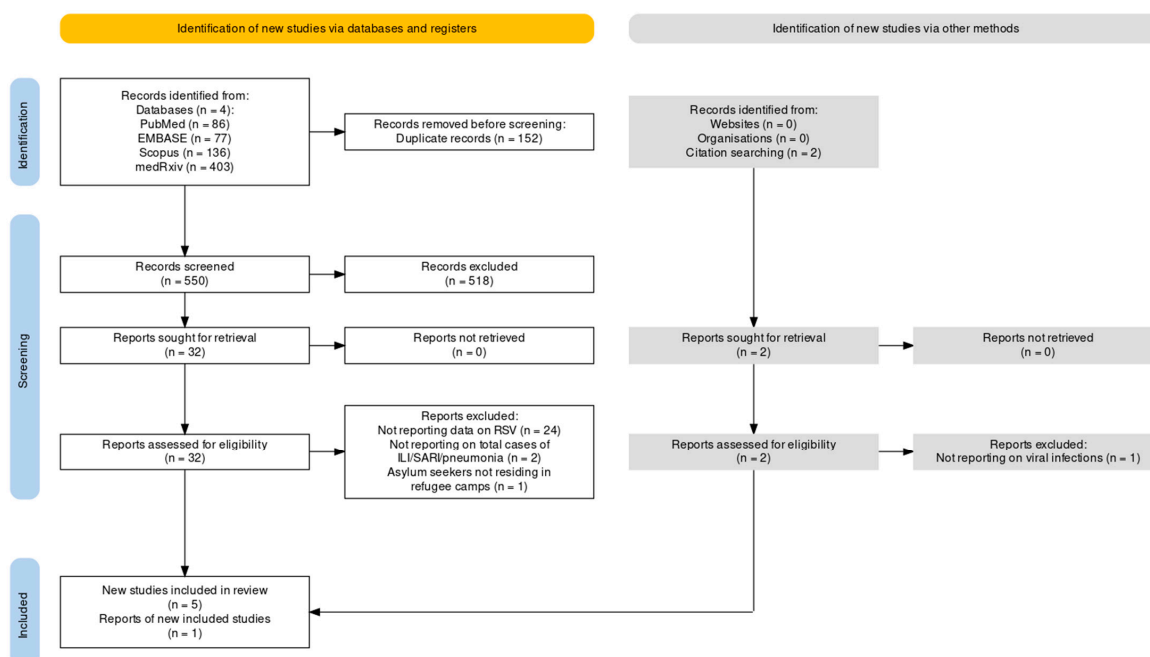 Identification of new studies via databases and registers
Identification of new studies via other methods
Identification
Records identified from:
Databases (n = 4):
PubMed (n = 86)
EMBASE (n = 77)
Scopus (n = 136)
medRxiv (n = 403)
Records removed before screening:
Duplicate records (n = 152)
Records identified from:
Websites (n = 0)
Organisations (n = 0)
Citation searching (n = 2)
Screening
Records screened
(n = 550)
Records excluded
(n = 518)
Reports sought for retrieval
(n = 32)
Reports not retrieved
(n = 0)
Reports sought for retrieval
(n = 2)
Reports not retrieved
(n = 0)
Reports assessed for eligibility
(n = 32)
Reports excluded:
Not reporting data on RSV (n = 24)
Not reporting on total cases of
ILI/SARI/pneumonia (n = 2)
Asylum seekers not residing in
refugee camps (n = 1)
Reports assessed for eligibility
(n = 2)
Reports excluded:
Not reporting on viral infections (n = 1)
Included
New studies included in review
(n = 5)
Reports of new included studies
(n = 1)